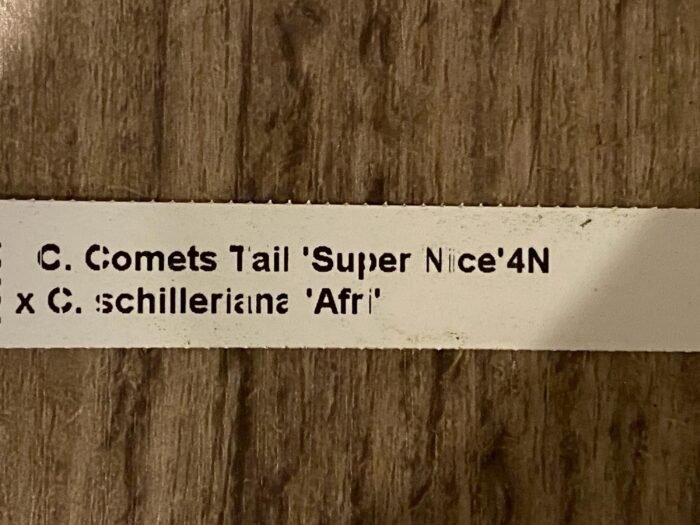 C. Comets Tail 'Super Nice'4N
x C. schilleriana 'Afri'